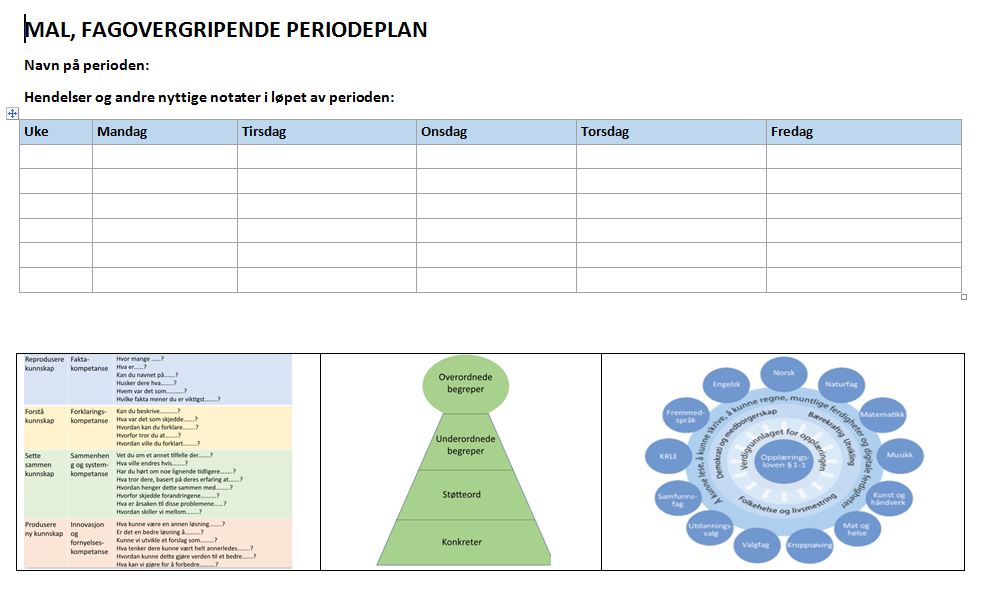 MAL, FAGOVERGRIPENDE PERIODEPLAN
Navn på perioden:
Hendelser og andre nyttige notater i løpet av perioden:
Uke Mandag Tirsdag Onsdag Torsdag Fredag
Reprodusere kunnskap
Fakta-
kompetanse
Hvor mange ......?
Hva er......?
Kan du navnet på.......?
Husker dere hva.......?
Hvem var det som..........?
Hvilke fakta mener du er viktigst.......?
Forstå
kunnskap
Forklarings-
kompetanse
Kan du beskrive...........?
Hva var det som skjedde.......?
Hvordan kan du forklare.......?
Hvorfor tror du at.......?
Hvordan ville du forklart.......?
Sette
sammen
kunnskap
Sammenhen
g og system-
kompetanse
Vet du om et annet tilfelle der.......?
Hva ville endres hvis.......?
Har du hørt om noe lignende tidligere.......?
Hva tror dere, basert på deres erfaring at.......?
Hvordan henger dette sammen med.......?
Hvorfor skjedde forandringene.......?
Hva er årsaken til disse problemene.....?
Hvordan skiller vi mellom.......?
Produsere
ny kunnskap
Innovasjon
og
fornyelses-
kompetanse
Hva kunne være en annen løsning.......?
Er det en bedre løsning å.........?
Kunne vi utvikle et forslag som.........?
Hva tenker dere kunne vært helt annerledes.......?
Hvordan kunne dette gjøre verden til et bedre.......?
Hva kan vi gjøre for å forbedre.........?
Overordnede
begreper
Underordnede
begreper
Støtteord
Konkreter
Norsk
Naturfag
Matematikk
Musikk
Kunst og
håndverk
Mat og
helse
Kroppsøving
Valgfag
Utdannings-
valg
Samfunns-
fag
KRLE
Fremmed-
språk
Engelsk
Å kunne lese, å kunne skrive, å kunne regne, muntlige ferdigheter og digitale ferdigheter
Demokrati og medborgerskap
Bærekraftig Utvikling
Folkehelse og livsmestring
Verdigrunnlaget for opplæringen
Opplærings-
loven §1-1